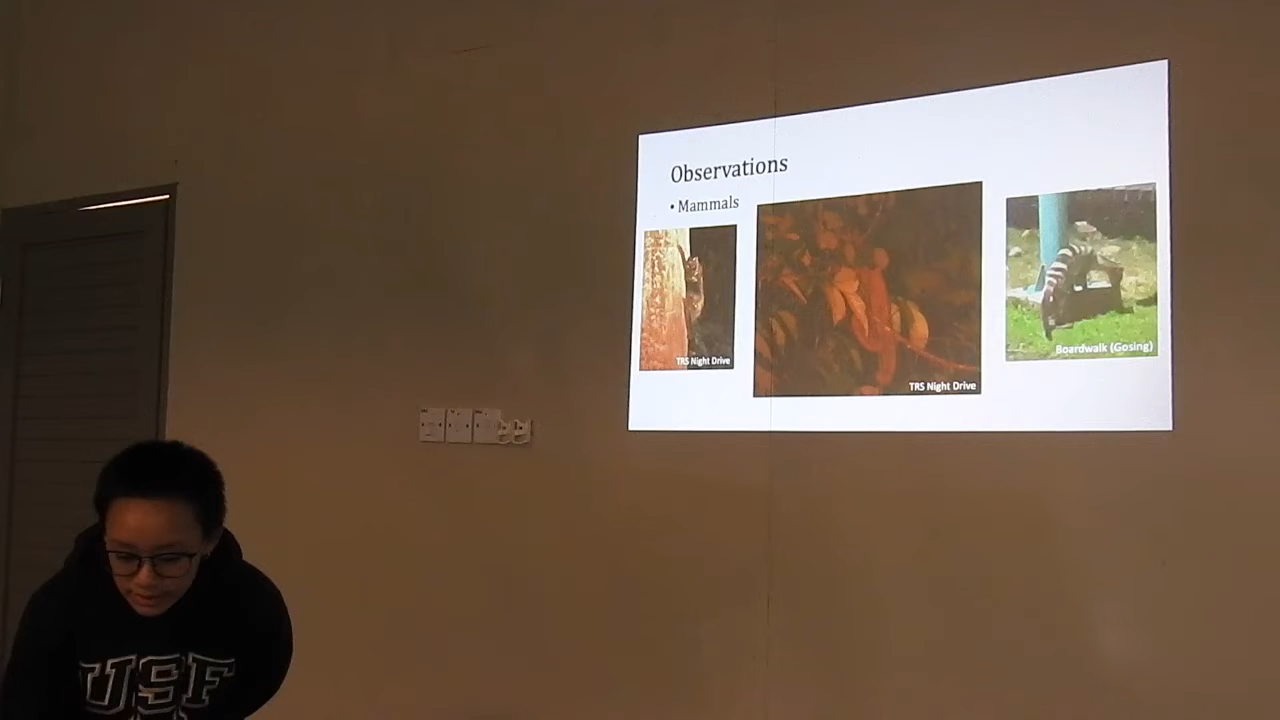 Observations
• Mammals
TRS Night Drive
TRS Night Drive
Boardwalk (Gosing)
USF